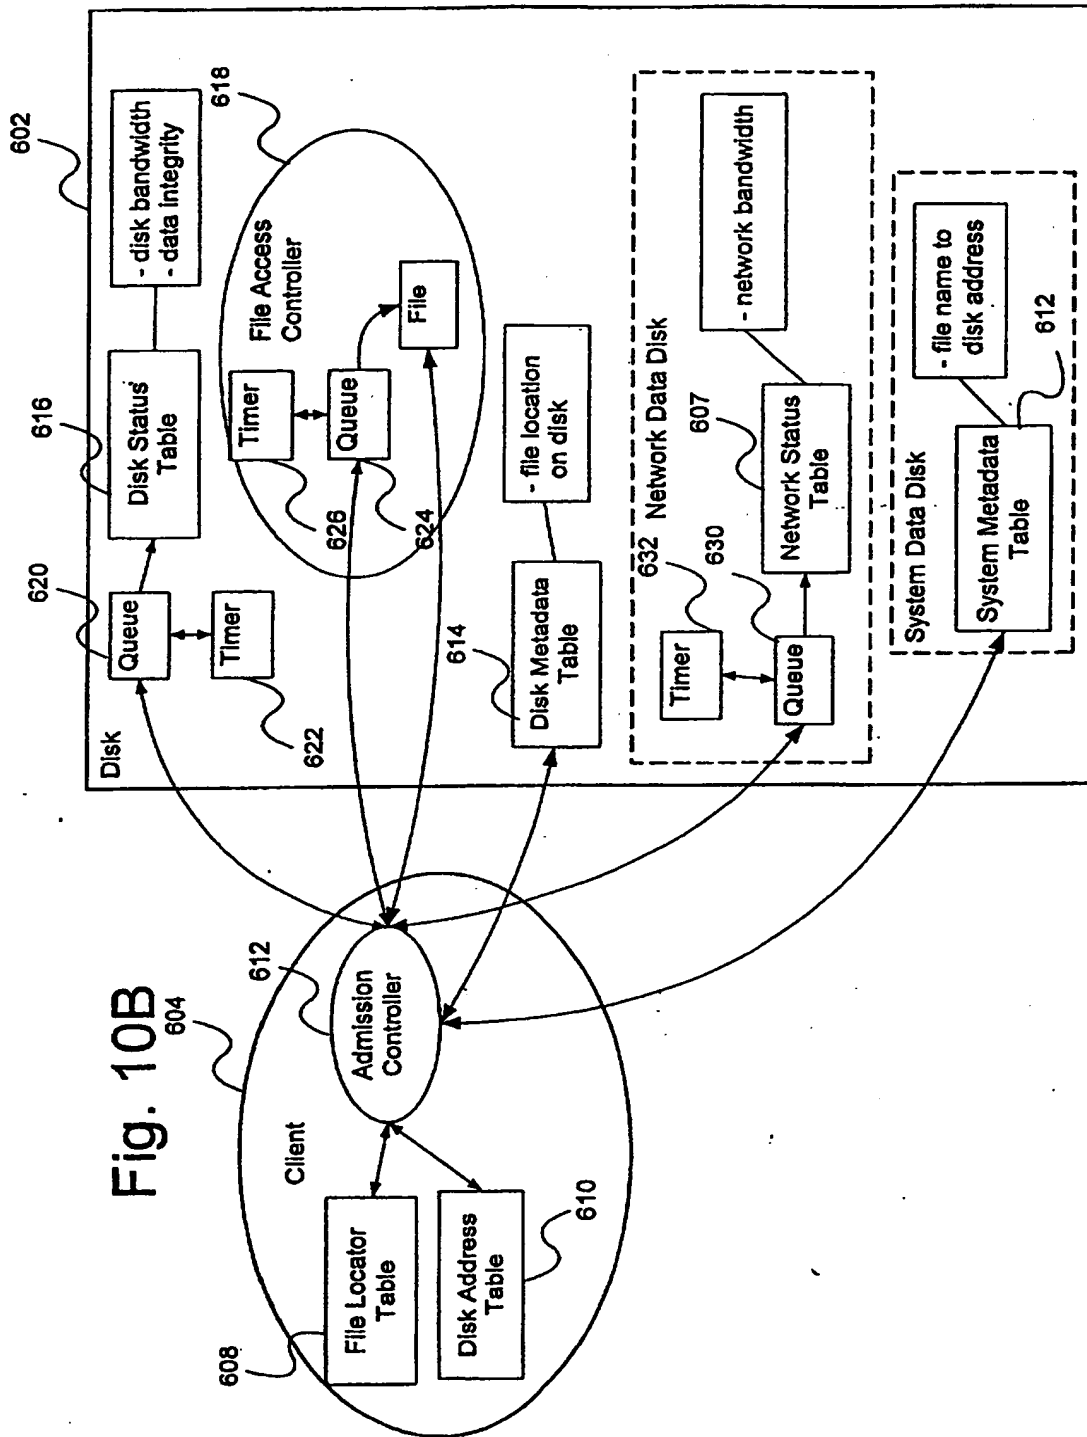 Fig. 10B
602
Disk
620
Queue
Timer
622
616
Disk Status
Table
- disk bandwidth
- data integrity
618
File Access
Controller
Timer
626
Queue
624
File
614
Disk Metadata
Table
- file location
on disk
Network Data Disk
Timer
632
Queue
630
607
Network Status
Table
- network bandwidth
System Data Disk
System Metadata
Table
612
- file name to
disk address
604
Client
612
Admission
Controller
608
File Locator
Table
Disk Address
Table
610